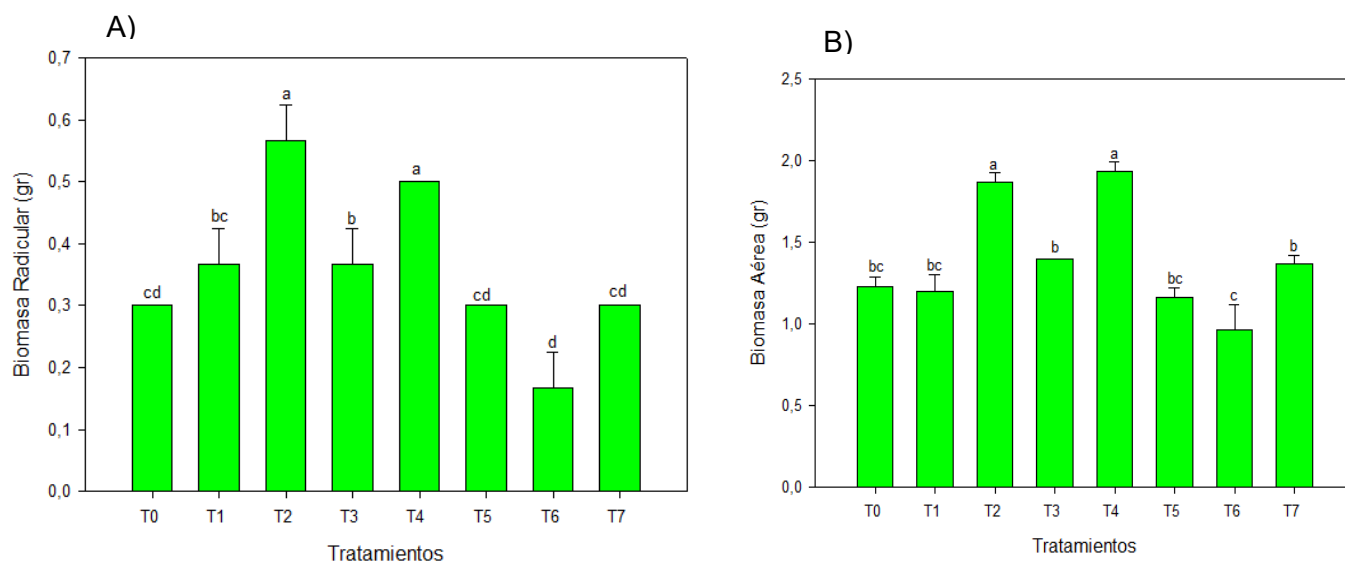 A)
0,7
0,6
0,5
0,4
0,3
0,2
0,1
0,0
Biomasa Radicular (gr)
cd
bc
a
b
a
cd
d
cd
T0 T1 T2 T3 T4 T5 T6 T7
Tratamientos
B)
2,5
2,0
1,5
1,0
0,5
0,0
Biomasa Aérea (gr)
bc
bc
a
b
a
bc
c
b
T0 T1 T2 T3 T4 T5 T6 T7
Tratamientos